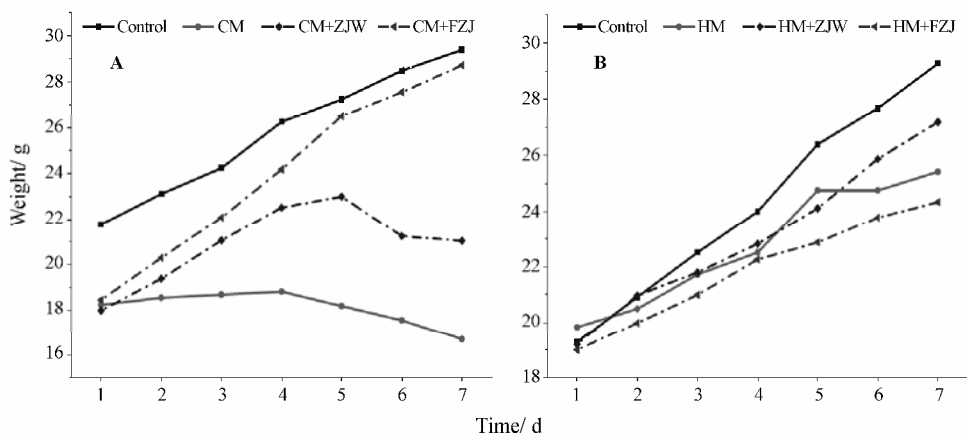 Control CM CM+ZJW CM+FZJ
A
30
28
26
24
22
20
18
16
1 2 3 4 5 6 7
Weight/ g
Control HM HM+ZJW HM+FZJ
B
30
28
26
24
22
20
18
1 2 3 4 5 6 7
Time/ d